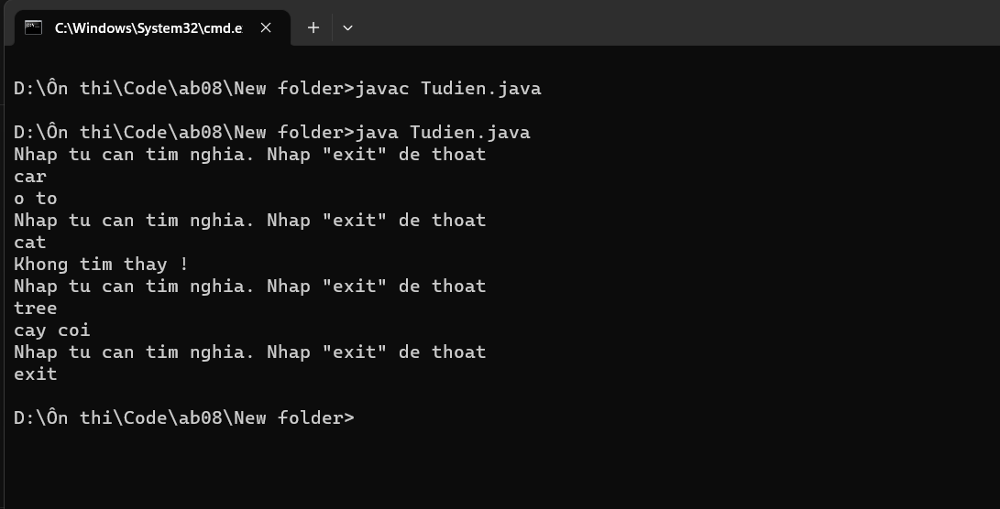 C:\Windows\System32\cmd.e
D:\Ôn thi\Code\ab08\New folder>javac Tudien.java
D:\Ôn thi\Code\ab08\New folder>java Tudien.java
Nhap tu can tim nghia. Nhap "exit" de thoat
car
o to
Nhap tu can tim nghia. Nhap "exit" de thoat
cat
Khong tim thay !
Nhap tu can tim nghia. Nhap "exit" de thoat
tree
cay coi
Nhap tu can tim nghia. Nhap "exit" de thoat
exit
D:\Ôn thi\Code\ab08\New folder>